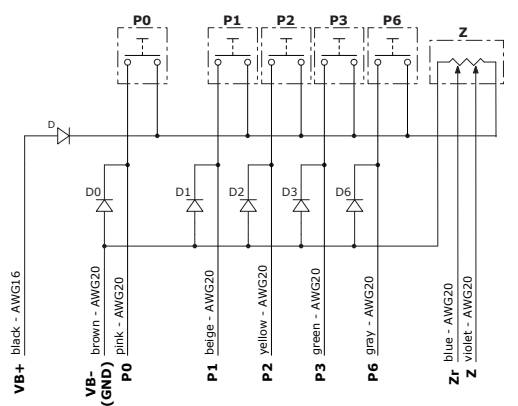 P0
P1
P2
P3
P6
Z
D
D0
D1
D2
D3
D6
black - AWG16
brown - AWG20
pink - AWG20
beige - AWG20
yellow - AWG20
green - AWG20
gray - AWG20
blue - AWG20
violet - AWG20
VB+
VB-
(GND)
P0
P1
P2
P3
P6
Zr
Z